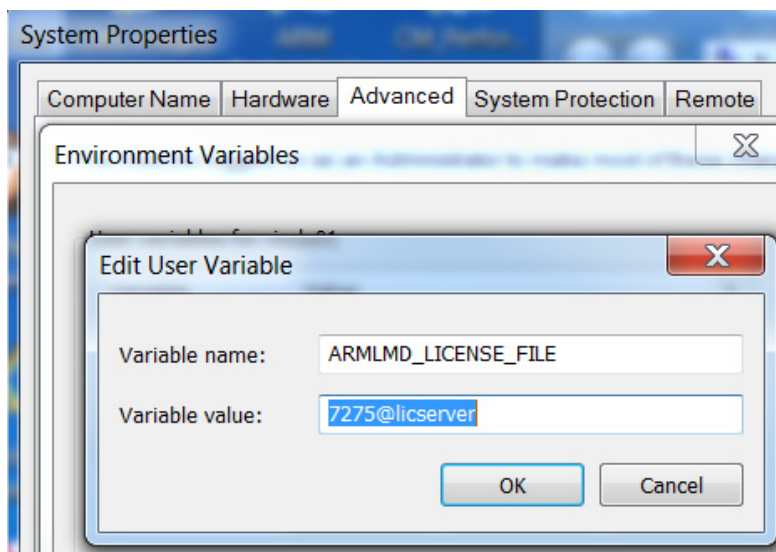 System Properties
Computer Name
Hardware
Advanced
System Protection
Remote
Environment Variables
Edit User Variable
Variable name:
ARMLMD_LICENSE_FILE
Variable value:
7275@licserver
OK
Cancel